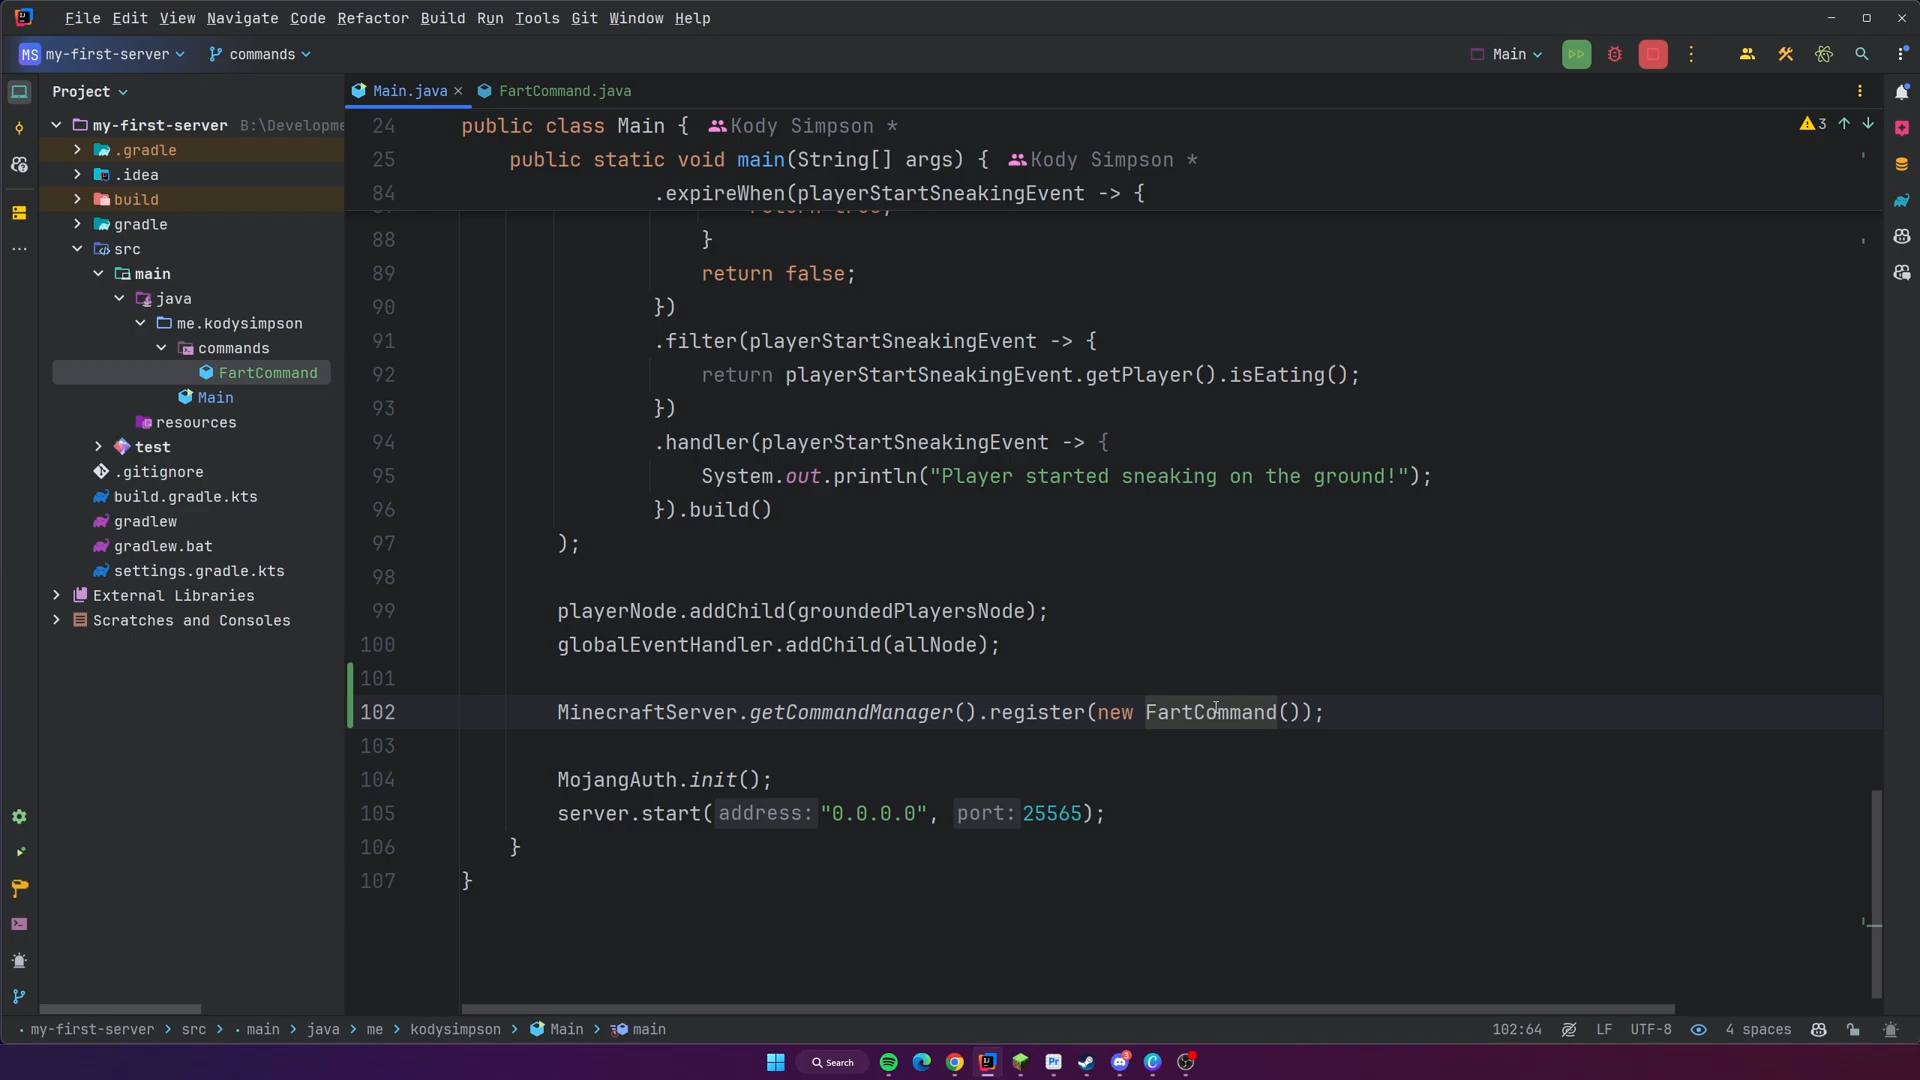 File Edit View Navigate Code Refactor Build Run Tools Git Window Help
MS my-first-server commands Main
Project
Main.java FartCommand.java
my-first-server B:\Developme
.gradle
.idea
build
gradle
src
main
java
me.kodysimpson
commands
FartCommand
Main
resources
test
.gitignore
build.gradle.kts
gradlew
gradlew.bat
settings.gradle.kts
External Libraries
Scratches and Consoles
24 public class Main { Kody Simpson *
3
25 public static void main(String[] args) { Kody Simpson *
84 .expireWhen(playerStartSneakingEvent -> {
return true;
88 }
89 return false;
90 })
91 .filter(playerStartSneakingEvent -> {
92 return playerStartSneakingEvent.getPlayer().isEating();
93 })
94 .handler(playerStartSneakingEvent -> {
95 System.out.println("Player started sneaking on the ground!");
96 }).build()
97 );
98
99 playerNode.addChild(groundedPlayersNode);
100 globalEventHandler.addChild(allNode);
101
102 MinecraftServer.getCommandManager().register(new FartCommand());
103
104 MojangAuth.init();
105 server.start(address: "0.0.0.0", port: 25565);
106 }
107 }
my-first-server > src > main > java > me > kodysimpson > Main > main
102:64 LF UTF-8 4 spaces
Search
3